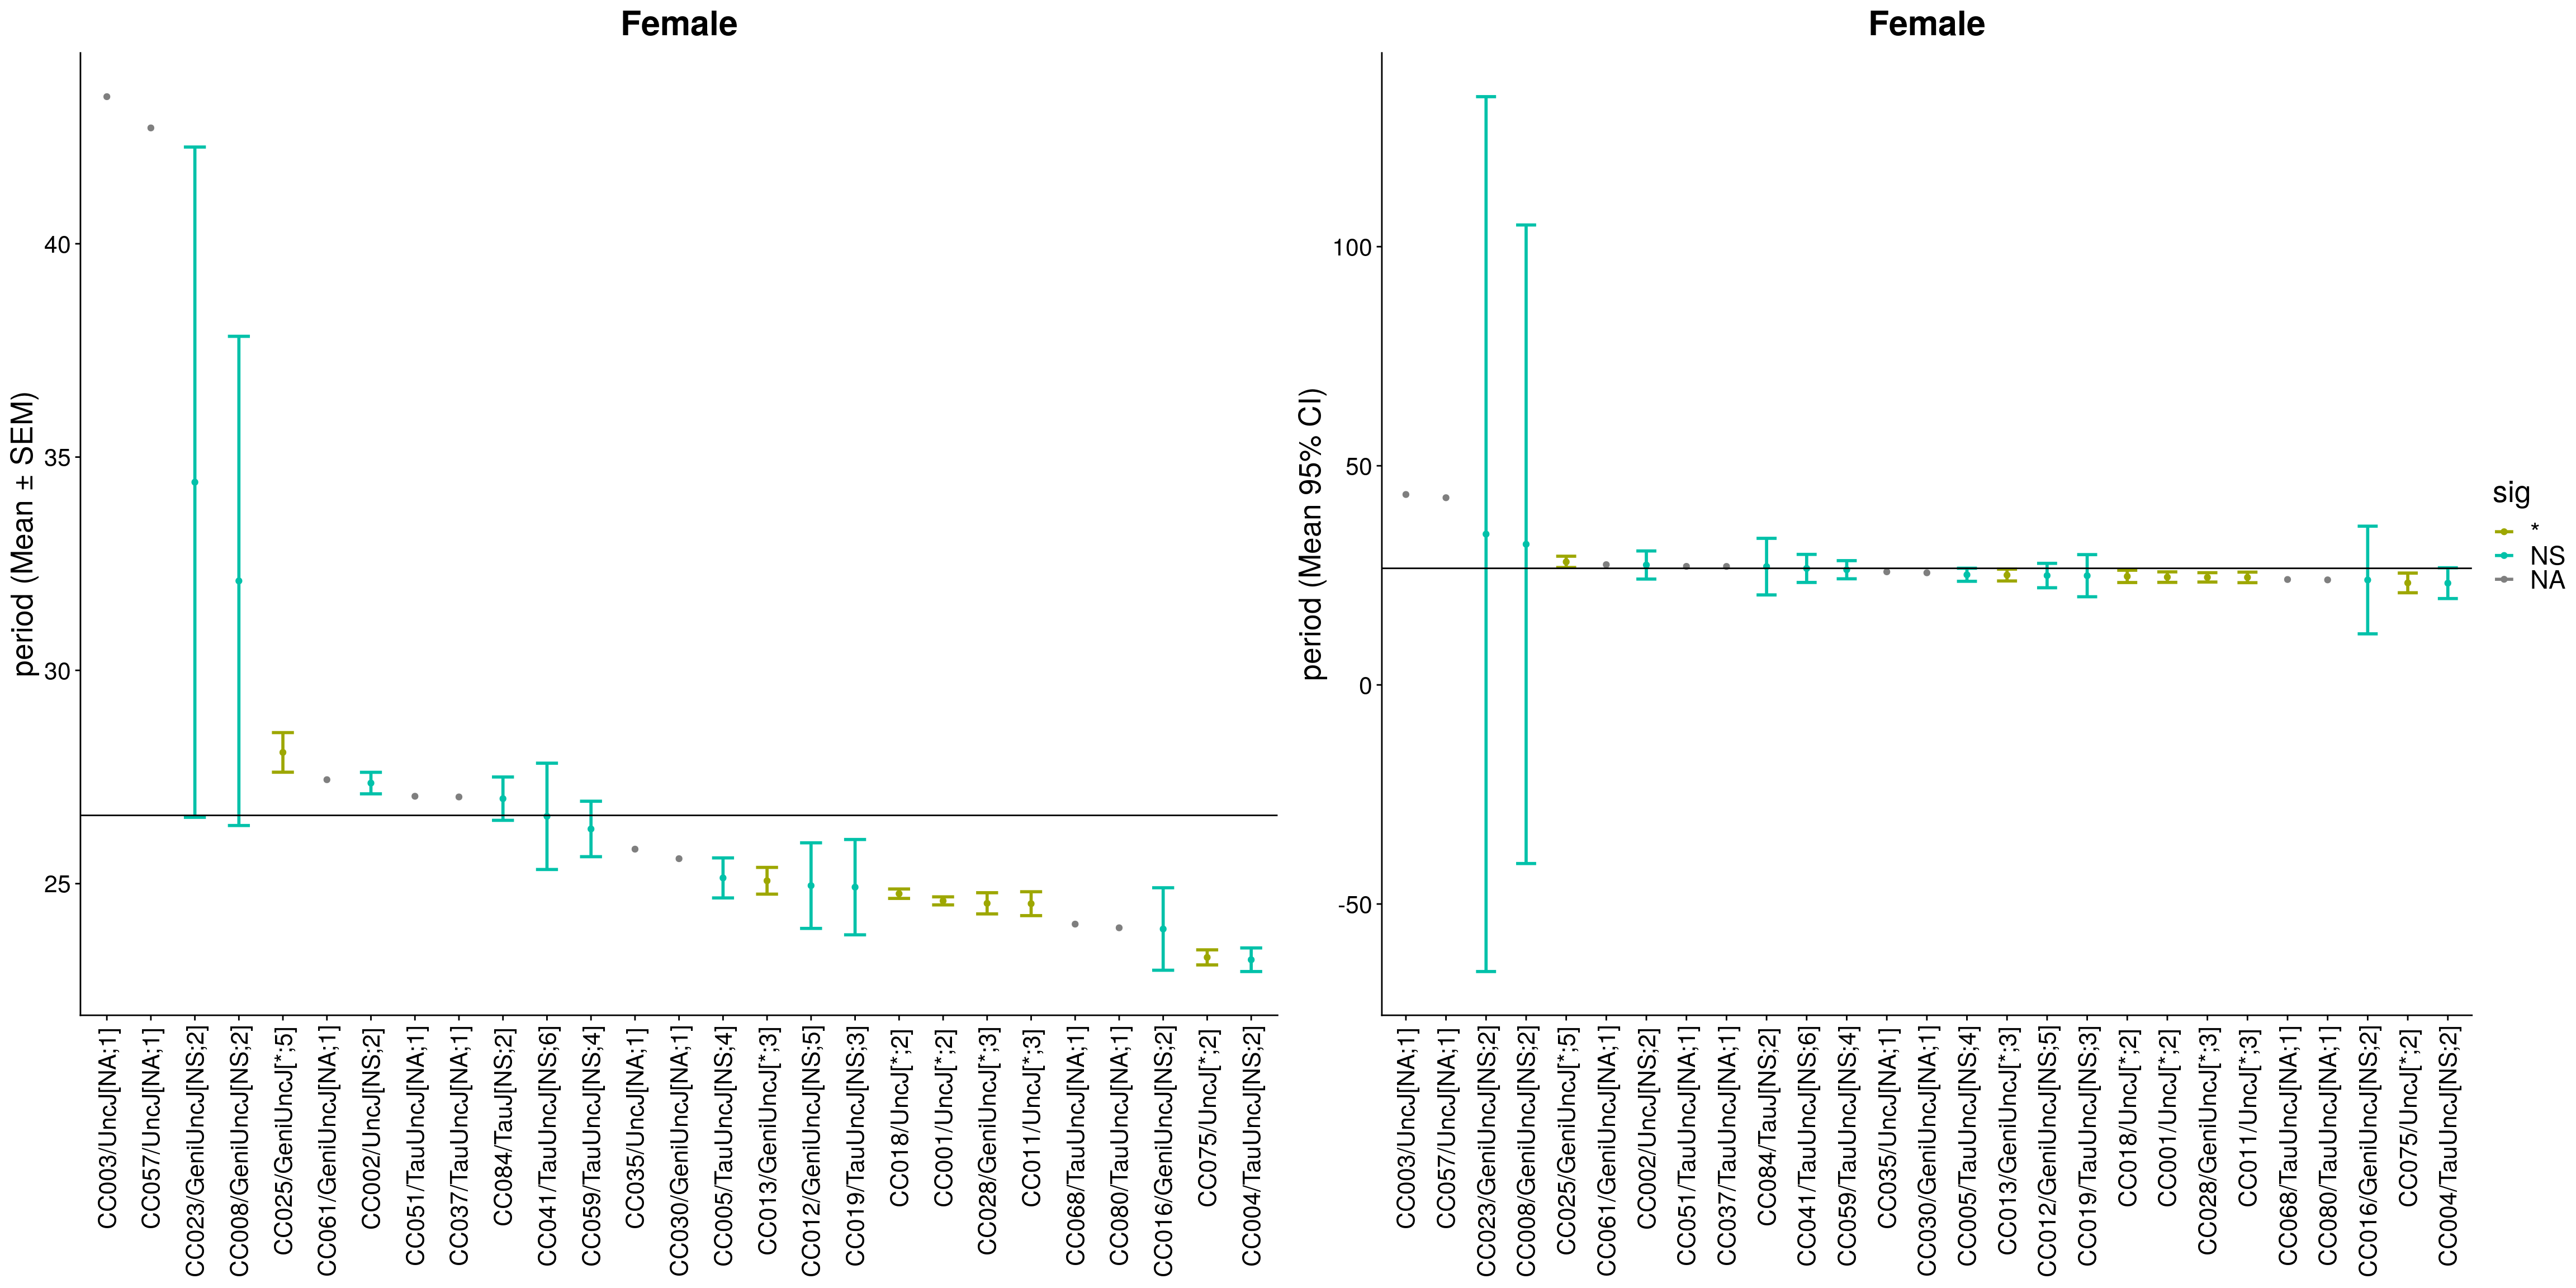 Female
period (Mean ± SEM)
40
35
30
25
CC003/UncJ[NA;1]
CC057/UncJ[NA;1]
CC023/GeniUncJ[NS;2]
CC008/GeniUncJ[NS;2]
CC025/GeniUncJ[*;5]
CC061/GeniUncJ[NA;1]
CC002/UncJ[NS;2]
CC051/TauUncJ[NA;1]
CC037/TauUncJ[NA;1]
CC084/TauJ[NS;2]
CC041/TauUncJ[NS;6]
CC059/TauUncJ[NS;4]
CC035/UncJ[NA;1]
CC030/GeniUncJ[NA;1]
CC005/TauUncJ[NS;4]
CC013/GeniUncJ[*;3]
CC012/GeniUncJ[NS;5]
CC019/TauUncJ[NS;3]
CC018/UncJ[*;2]
CC001/UncJ[*;2]
CC028/GeniUncJ[*;3]
CC011/UncJ[*;3]
CC068/TauUncJ[NA;1]
CC080/TauUncJ[NA;1]
CC016/GeniUncJ[NS;2]
CC075/UncJ[*;2]
CC004/TauUncJ[NS;2]
Female
period (Mean 95% CI)
100
50
0
-50
CC003/UncJ[NA;1]
CC057/UncJ[NA;1]
CC023/GeniUncJ[NS;2]
CC008/GeniUncJ[NS;2]
CC025/GeniUncJ[*;5]
CC061/GeniUncJ[NA;1]
CC002/UncJ[NS;2]
CC051/TauUncJ[NA;1]
CC037/TauUncJ[NA;1]
CC084/TauJ[NS;2]
CC041/TauUncJ[NS;6]
CC059/TauUncJ[NS;4]
CC035/UncJ[NA;1]
CC030/GeniUncJ[NA;1]
CC005/TauUncJ[NS;4]
CC013/GeniUncJ[*;3]
CC012/GeniUncJ[NS;5]
CC019/TauUncJ[NS;3]
CC018/UncJ[*;2]
CC001/UncJ[*;2]
CC028/GeniUncJ[*;3]
CC011/UncJ[*;3]
CC068/TauUncJ[NA;1]
CC080/TauUncJ[NA;1]
CC016/GeniUncJ[NS;2]
CC075/UncJ[*;2]
CC004/TauUncJ[NS;2]
sig
*
NS
NA